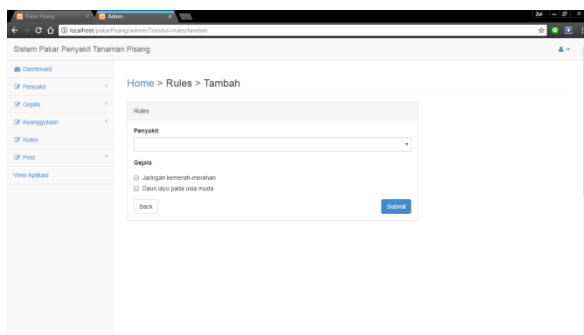 Pakar Pisang
Admin
localhost/pakarPisang/admin/?modul=rules/tambah
Sistem Pakar Penyakit Tanaman Pisang
Dashboard
Penyakit
Gejala
Keanggotaan
Rules
Post
View Aplikasi
Home > Rules > Tambah
Rules
Penyakit
Gejala
Jaringan kemerah-merahan
Daun layu pada usia muda
Back
Submit